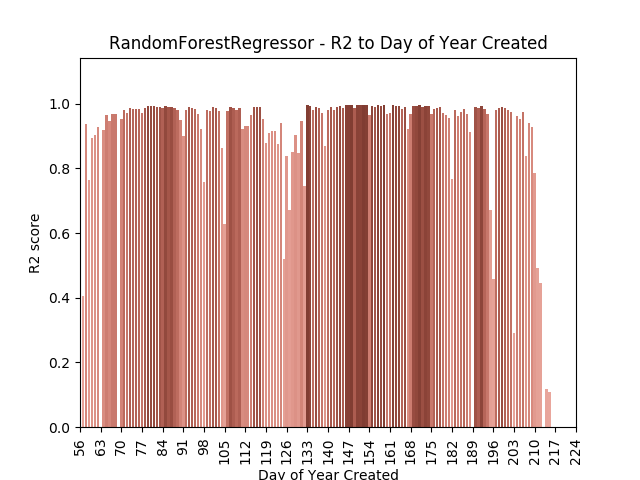 RandomForestRegressor - R2 to Day of Year Created
1.0
0.8
0.6
0.4
0.2
0.0
R2 score
56 63 70 77 84 91 98 105 112 119 126 133 140 147 154 161 168 175 182 189 196 203 210 217 224
Day of Year Created